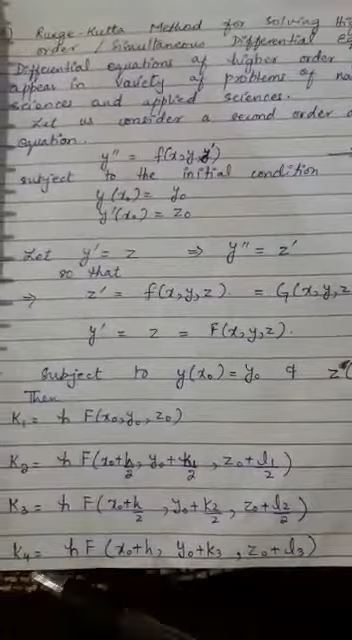 ) Runge-Kutta Method for Solving Hi
order / Simultaneous Differential e
Differential equations of higher order
appear in variety of problems of na
sciences and applied sciences.
Let us consider a second order d
equation.
y'' = f(x,y,y')
subject to the initial condition
y(x₀) = y₀
y'(x₀) = z₀
Let y' = z ⇒ y'' = z'
so that
⇒ z' = f(x,y,z). = G(x,y,z
y' = z = F(x,y,z).
Subject to y(x₀) = y₀ & z(
Then
K₁ = h F(x₀,y₀,z₀)
K₂ = h F(x₀+h/2, y₀+k₁/2, z₀+l₁/2)
K₃ = h F(x₀+h/2, y₀+k₂/2, z₀+l₂/2)
K₄ = h F(x₀+h, y₀+k₃, z₀+l₃)